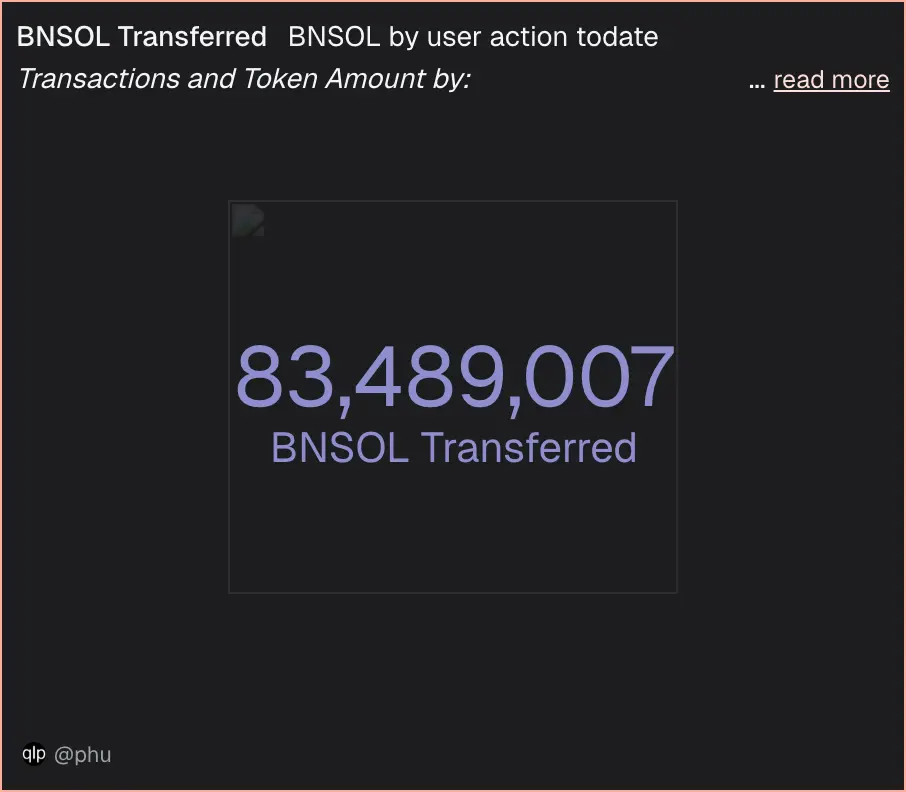 BNSOL Transferred BNSOL by user action todate
Transactions and Token Amount by: ... read more
83,489,007
BNSOL Transferred
qlp @phu